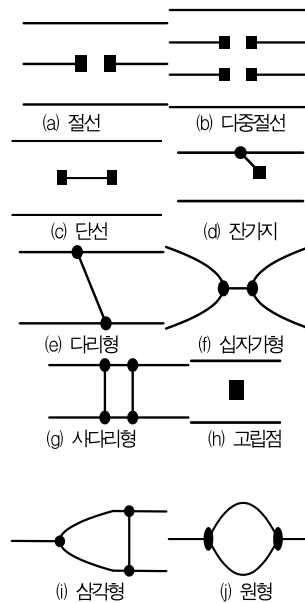 (a) 절선 (b) 다중절선
(c) 단선 (d) 잔가지
(e) 다리형 (f) 십자가형
(g) 사다리형 (h) 고립점
(i) 삼각형 (j) 원형